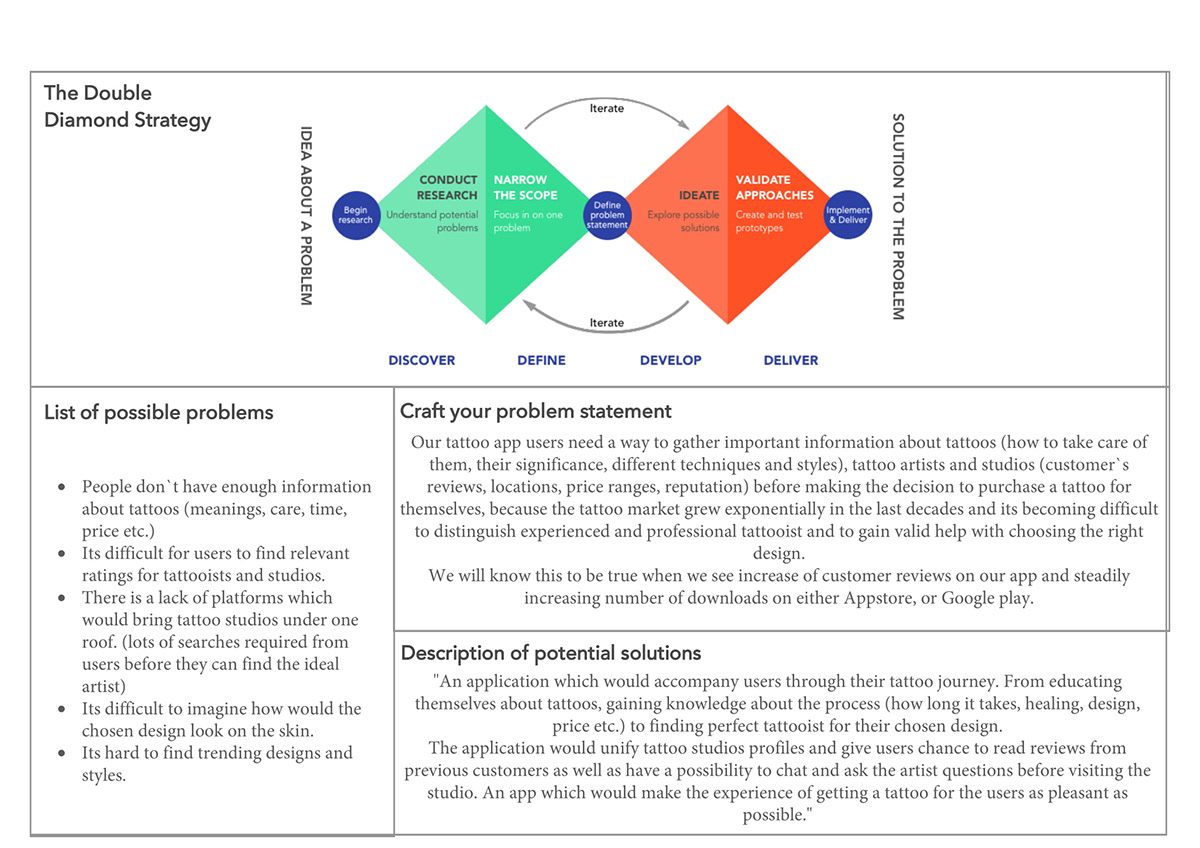 The Double
Diamond Strategy
IDEA ABOUT A PROBLEM
Begin
research
CONDUCT
RESEARCH
Understand potential
problems
NARROW
THE SCOPE
Focus in on one
problem
Iterate
Define
problem
statement
Iterate
IDEATE
Explore possible
solutions
VALIDATE
APPROACHES
Create and test
prototypes
Implement
& Deliver
SOLUTION TO THE PROBLEM
DISCOVER
DEFINE
DEVELOP
DELIVER
List of possible problems
• People don`t have enough information
about tattoos (meanings, care, time,
price etc.)
• Its difficult for users to find relevant
ratings for tattooists and studios.
• There is a lack of platforms which
would bring tattoo studios under one
roof. (lots of searches required from
users before they can find the ideal
artist)
• Its difficult to imagine how would the
chosen design look on the skin.
• Its hard to find trending designs and
styles.
Craft your problem statement
Our tattoo app users need a way to gather important information about tattoos (how to take care of
them, their significance, different techniques and styles), tattoo artists and studios (customer`s
reviews, locations, price ranges, reputation) before making the decision to purchase a tattoo for
themselves, because the tattoo market grew exponentially in the last decades and its becoming difficult
to distinguish experienced and professional tattooist and to gain valid help with choosing the right
design.
We will know this to be true when we see increase of customer reviews on our app and steadily
increasing number of downloads on either Appstore, or Google play.
Description of potential solutions
"An application which would accompany users through their tattoo journey. From educating
themselves about tattoos, gaining knowledge about the process (how long it takes, healing, design,
price etc.) to finding perfect tattooist for their chosen design.
The application would unify tattoo studios profiles and give users chance to read reviews from
previous customers as well as have a possibility to chat and ask the artist questions before visiting the
studio. An app which would make the experience of getting a tattoo for the users as pleasant as
possible."